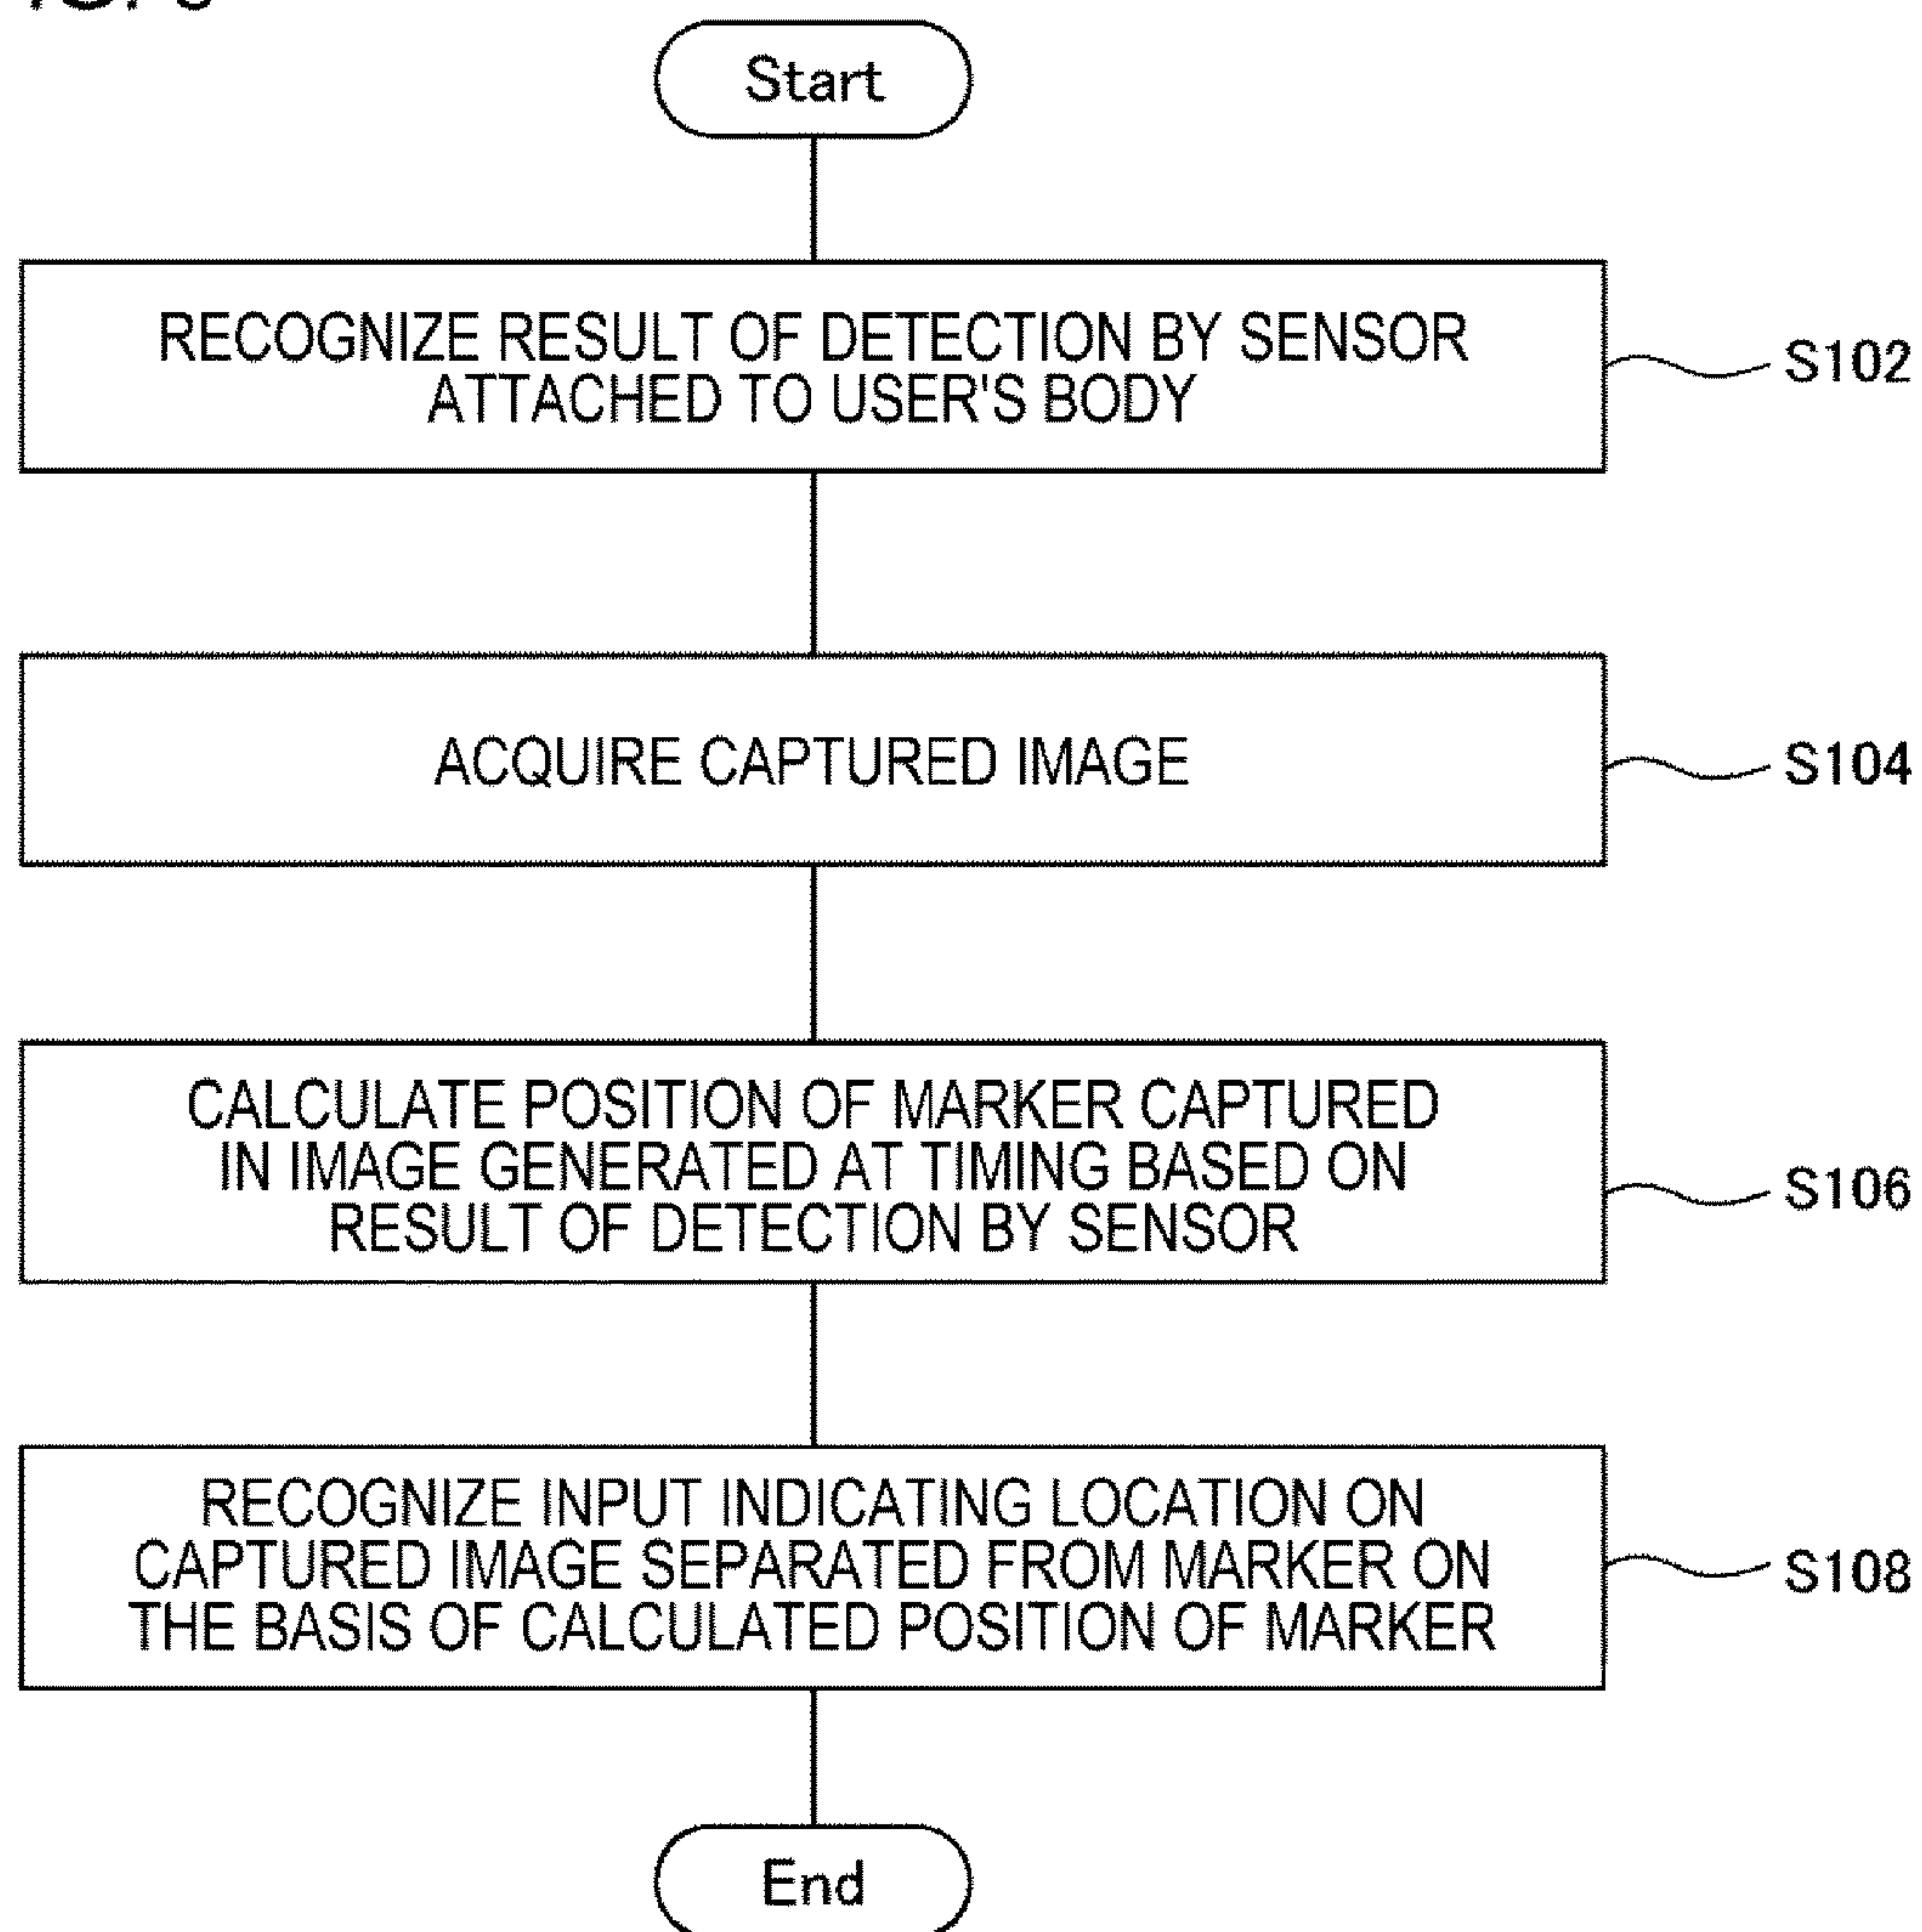 Start
RECOGNIZE RESULT OF DETECTION BY SENSOR
ATTACHED TO USER'S BODY
S102
ACQUIRE CAPTURED IMAGE
S104
CALCULATE POSITION OF MARKER CAPTURED
IN IMAGE GENERATED AT TIMING BASED ON
RESULT OF DETECTION BY SENSOR
S106
RECOGNIZE INPUT INDICATING LOCATION ON
CAPTURED IMAGE SEPARATED FROM MARKER ON
THE BASIS OF CALCULATED POSITION OF MARKER
S108
End